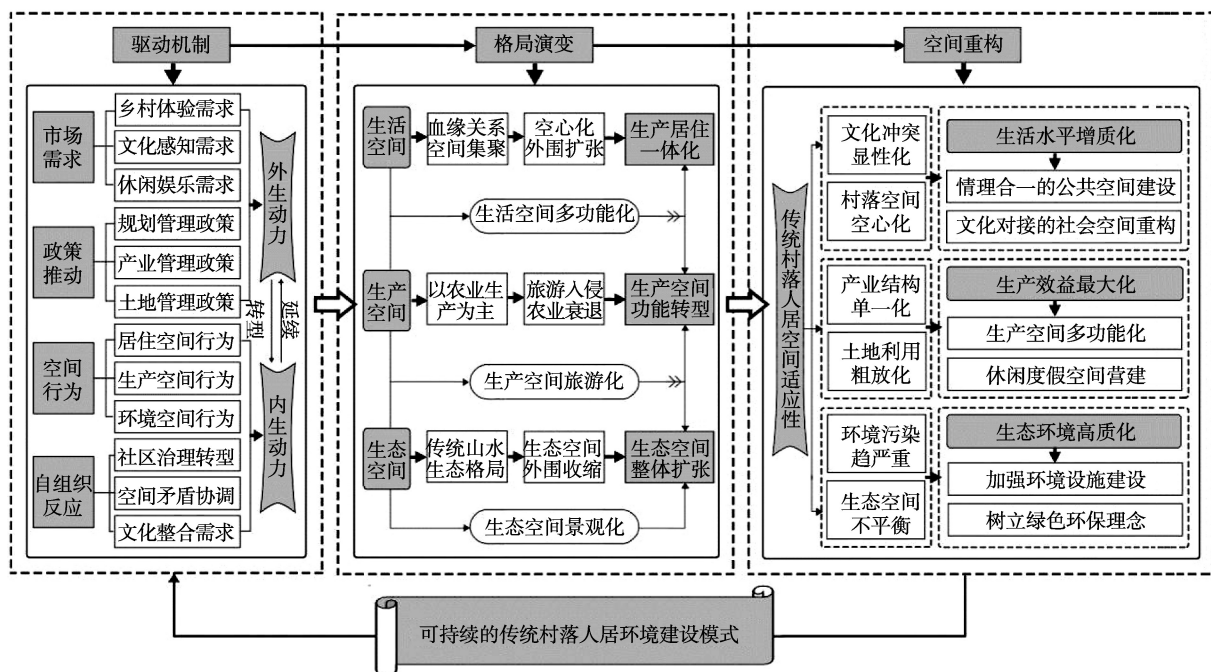 驱动机制
格局演变
空间重构
市场
需求
乡村体验需求
文化感知需求
休闲娱乐需求
政策
推动
规划管理政策
产业管理政策
土地管理政策
空间
行为
居住空间行为
生产空间行为
环境空间行为
自组织
反应
社区治理转型
空间矛盾协调
文化整合需求
外生动力
转型
延续
内生动力
生活
空间
血缘关系
空间集聚
空心化
外围扩张
生产居住
一体化
生活空间多功能化
生产
空间
以农业生
产为主
旅游入侵
农业衰退
生产空间
功能转型
生产空间旅游化
生态
空间
传统山水
生态格局
生态空间
外围收缩
生态空间
整体扩张
生态空间景观化
传统村落人居空间适应性
文化冲突
显性化
村落空间
空心化
生活水平增质化
情理合一的公共空间建设
文化对接的社会空间重构
产业结构
单一化
土地利用
粗放化
生产效益最大化
生产空间多功能化
休闲度假空间营建
环境污染
趋严重
生态空间
不平衡
生态环境高质化
加强环境设施建设
树立绿色环保理念
可持续的传统村落人居环境建设模式